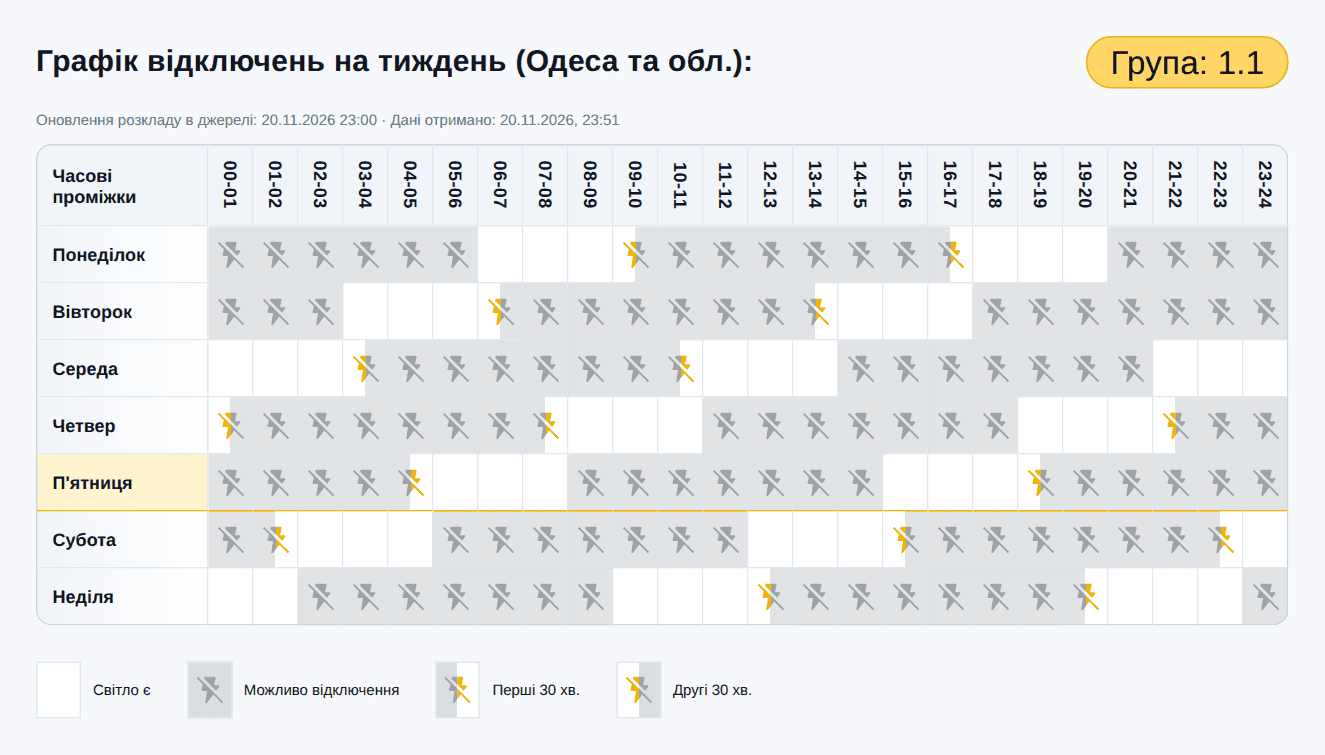 Графік відключень на тиждень (Одеса та обл.):
Група: 1.1
Оновлення розкладу в джерелі: 20.11.2026 23:00 · Дані отримано: 20.11.2026, 23:51
Часові
проміжки
00-01 01-02 02-03 03-04 04-05 05-06 06-07 07-08 08-09 09-10 10-11 11-12 12-13 13-14 14-15 15-16 16-17 17-18 18-19 19-20 20-21 21-22 22-23 23-24
Понеділок
Вівторок
Середа
Четвер
П'ятниця
Субота
Неділя
Світло є
Можливо відключення
Перші 30 хв.
Другі 30 хв.